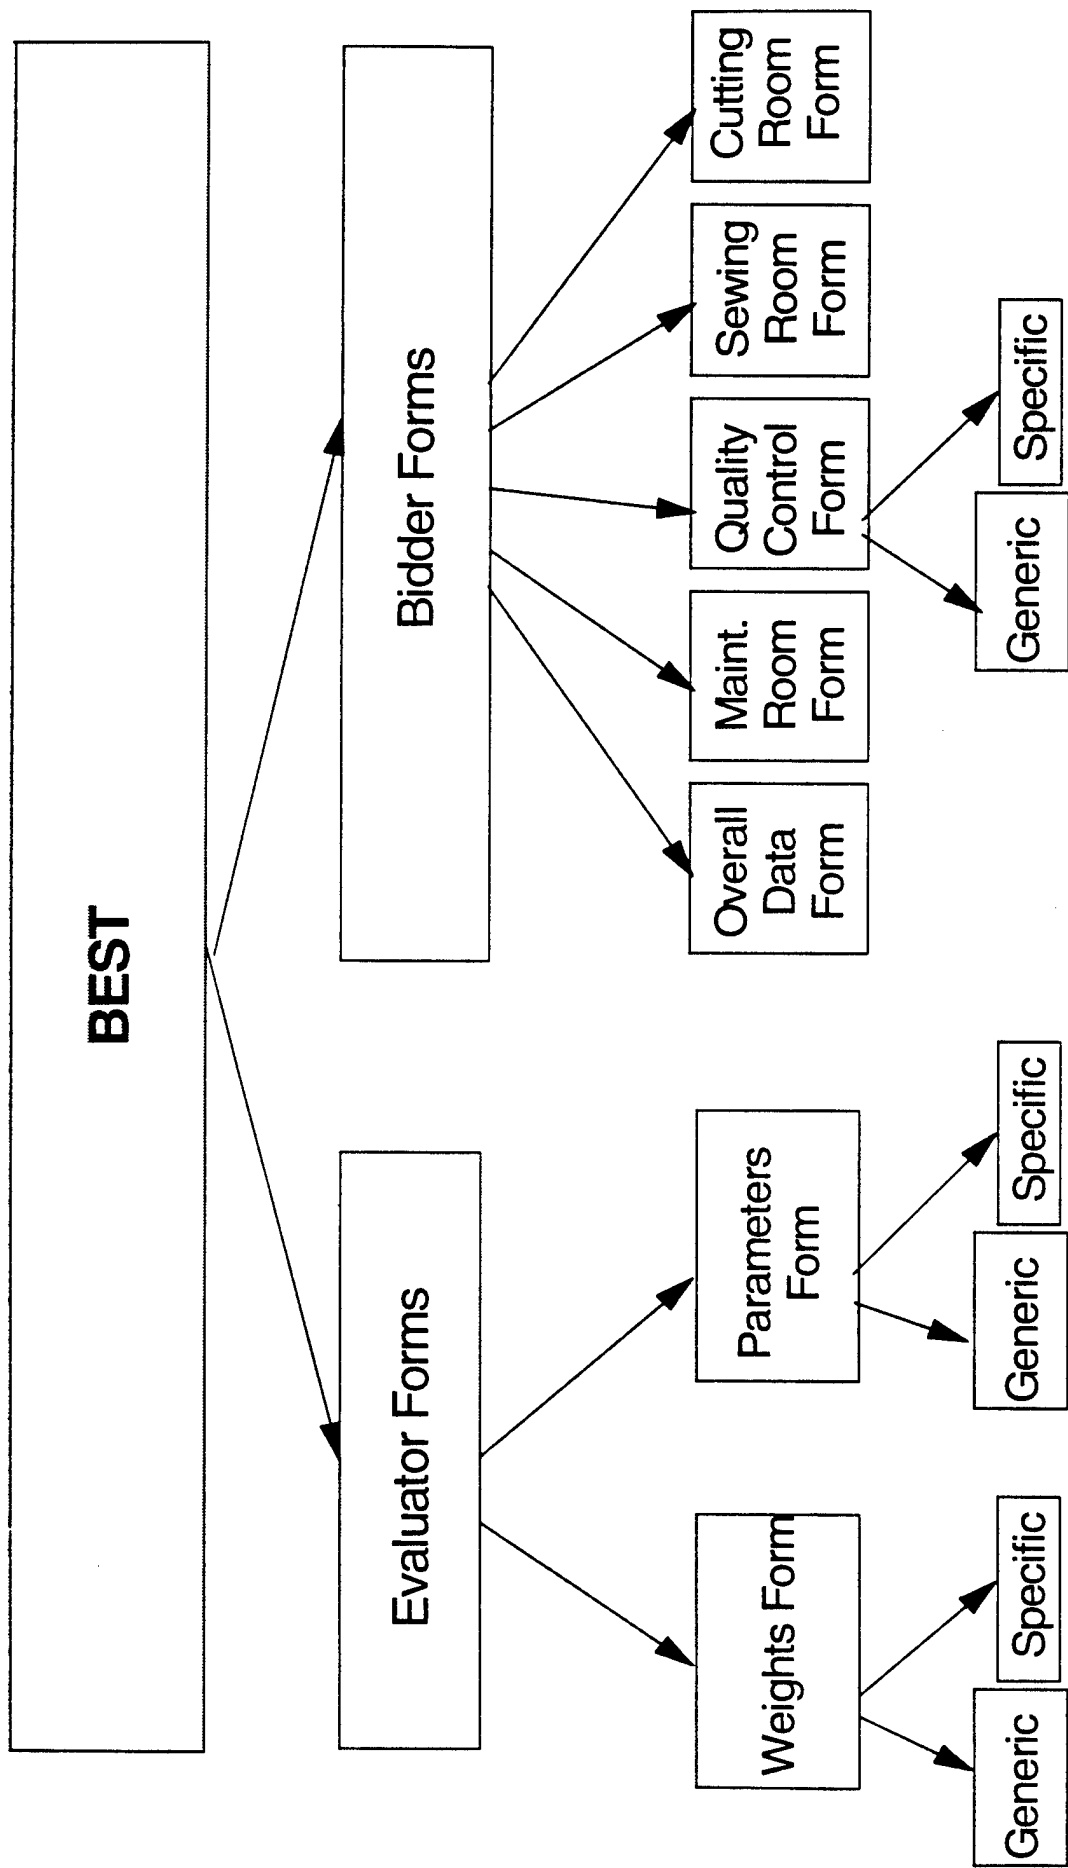 BEST
Evaluator Forms
Bidder Forms
Weights Form
Parameters
Form
Overall
Data
Form
Maint.
Room
Form
Quality
Control
Form
Sewing
Room
Form
Cutting
Room
Form
Generic
Specific
Generic
Specific
Generic
Specific